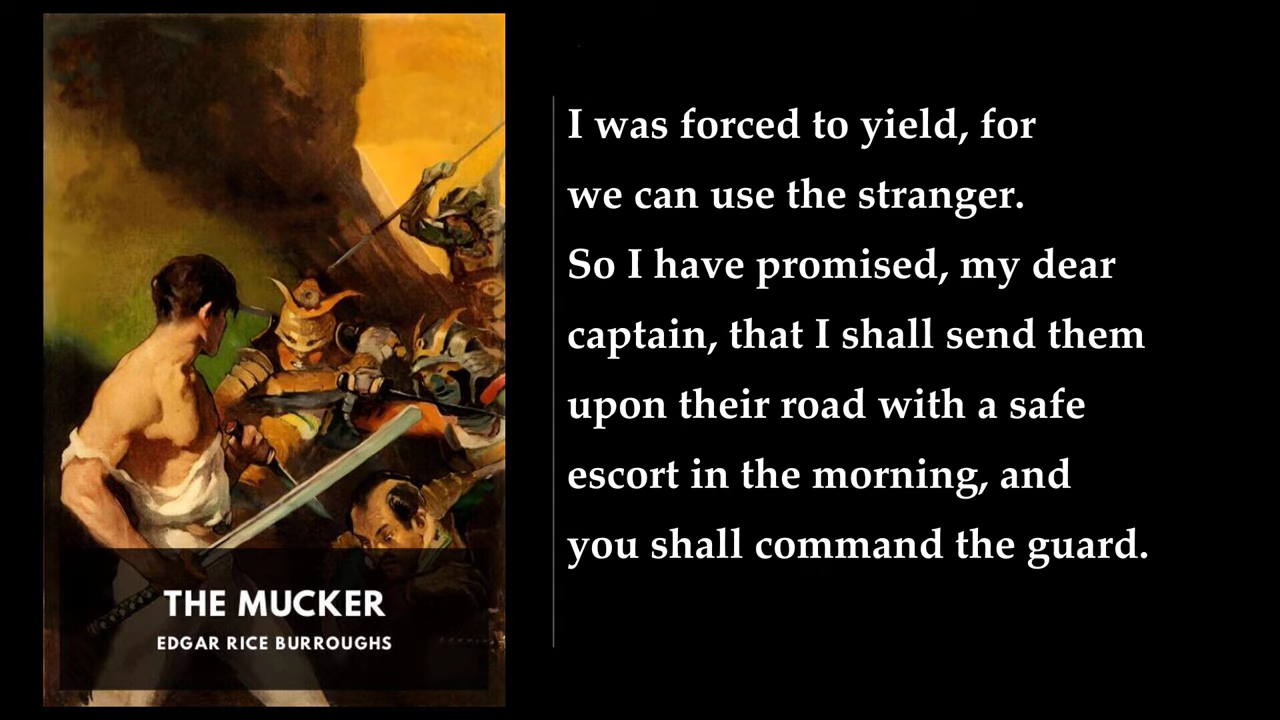 I was forced to yield, for
we can use the stranger.
So I have promised, my dear
captain, that I shall send them
upon their road with a safe
escort in the morning, and
you shall command the guard.
THE MUCKER
EDGAR RICE BURROUGHS